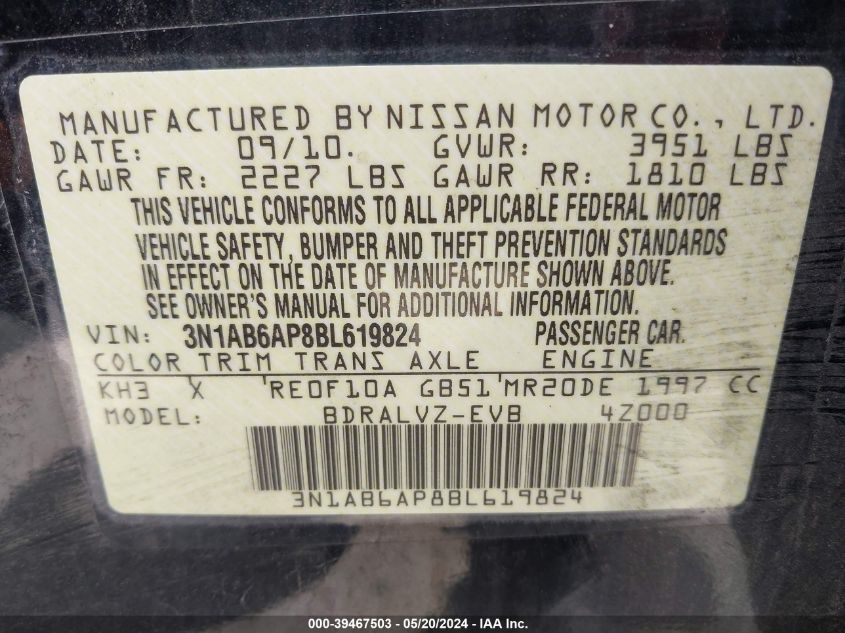 MANUFACTURED BY NISSAN MOTOR CO., LTD.
DATE: 09/10. GVWR: 3951 LBS
GAWR FR: 2227 LBS GAWR RR: 1810 LBS
THIS VEHICLE CONFORMS TO ALL APPLICABLE FEDERAL MOTOR
VEHICLE SAFETY, BUMPER AND THEFT PREVENTION STANDARDS
IN EFFECT ON THE DATE OF MANUFACTURE SHOWN ABOVE.
SEE OWNER'S MANUAL FOR ADDITIONAL INFORMATION.
VIN: 3N1AB6AP8BL619824 PASSENGER CAR.
COLOR TRIM TRANS AXLE ENGINE
KH3 X RE0F10A GB51 MR20DE 1997 CC
MODEL: BDRALVZ-EVB 4Z000
3N1AB6AP8BL619824
000-39467503 - 05/20/2024 - IAA Inc.